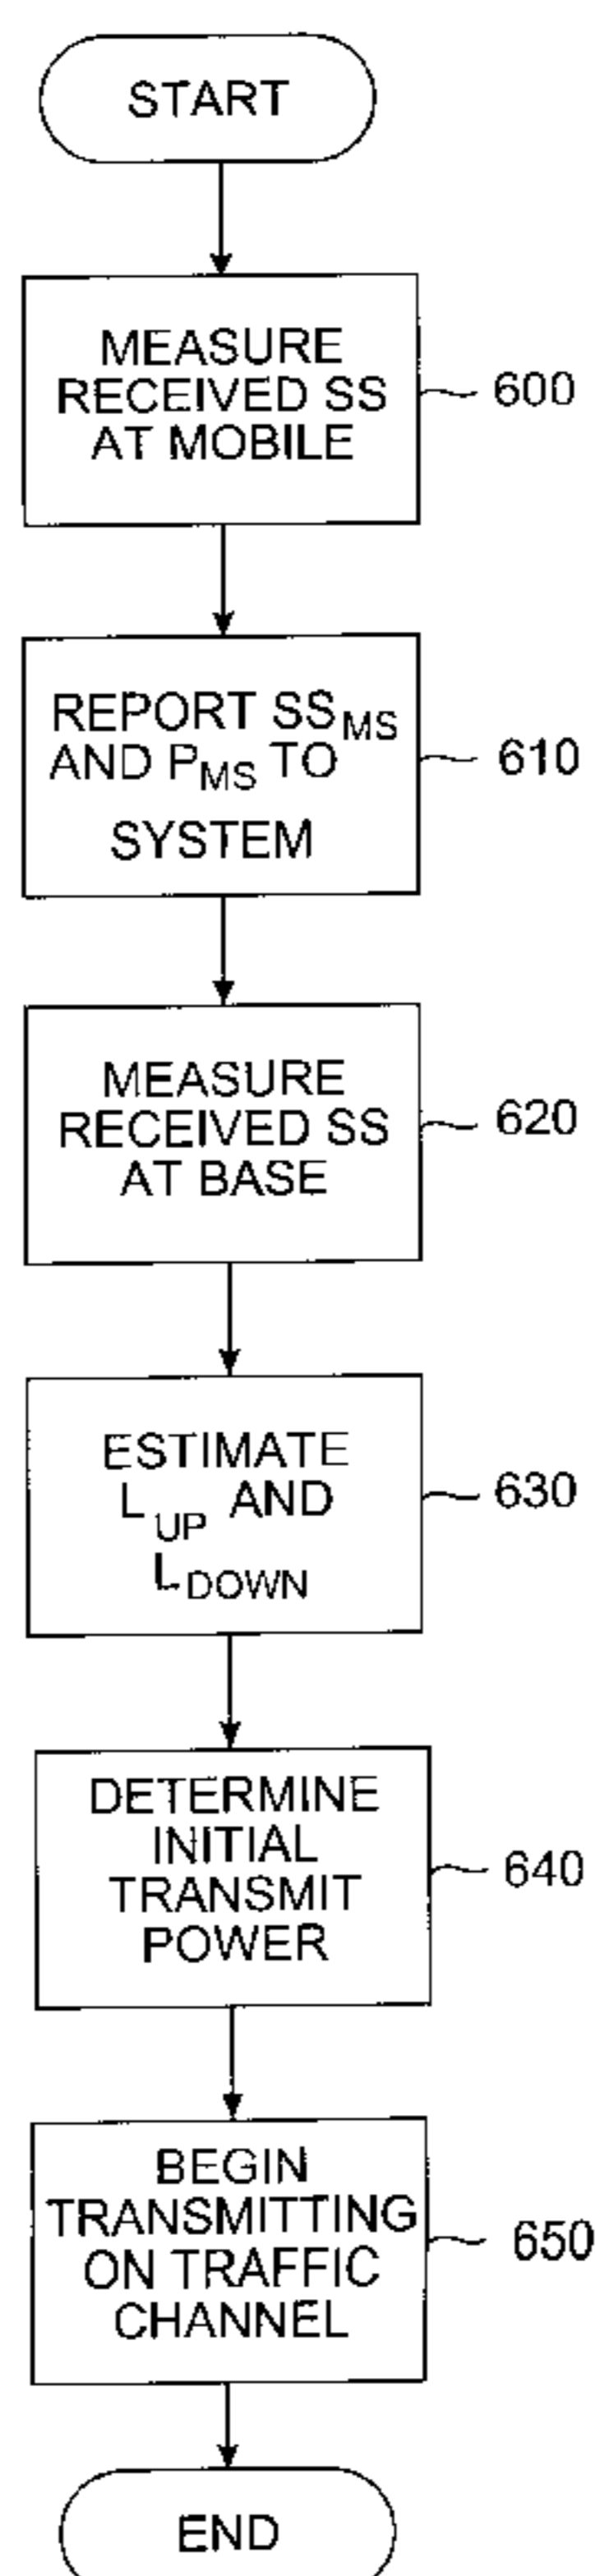 START
MEASURE
RECEIVED SS
AT MOBILE
600
REPORT SSMS
AND PMS TO
SYSTEM
610
MEASURE
RECEIVED SS
AT BASE
620
ESTIMATE
LUP AND
LDOWN
630
DETERMINE
INITIAL
TRANSMIT
POWER
640
BEGIN
TRANSMITTING
ON TRAFFIC
CHANNEL
650
END